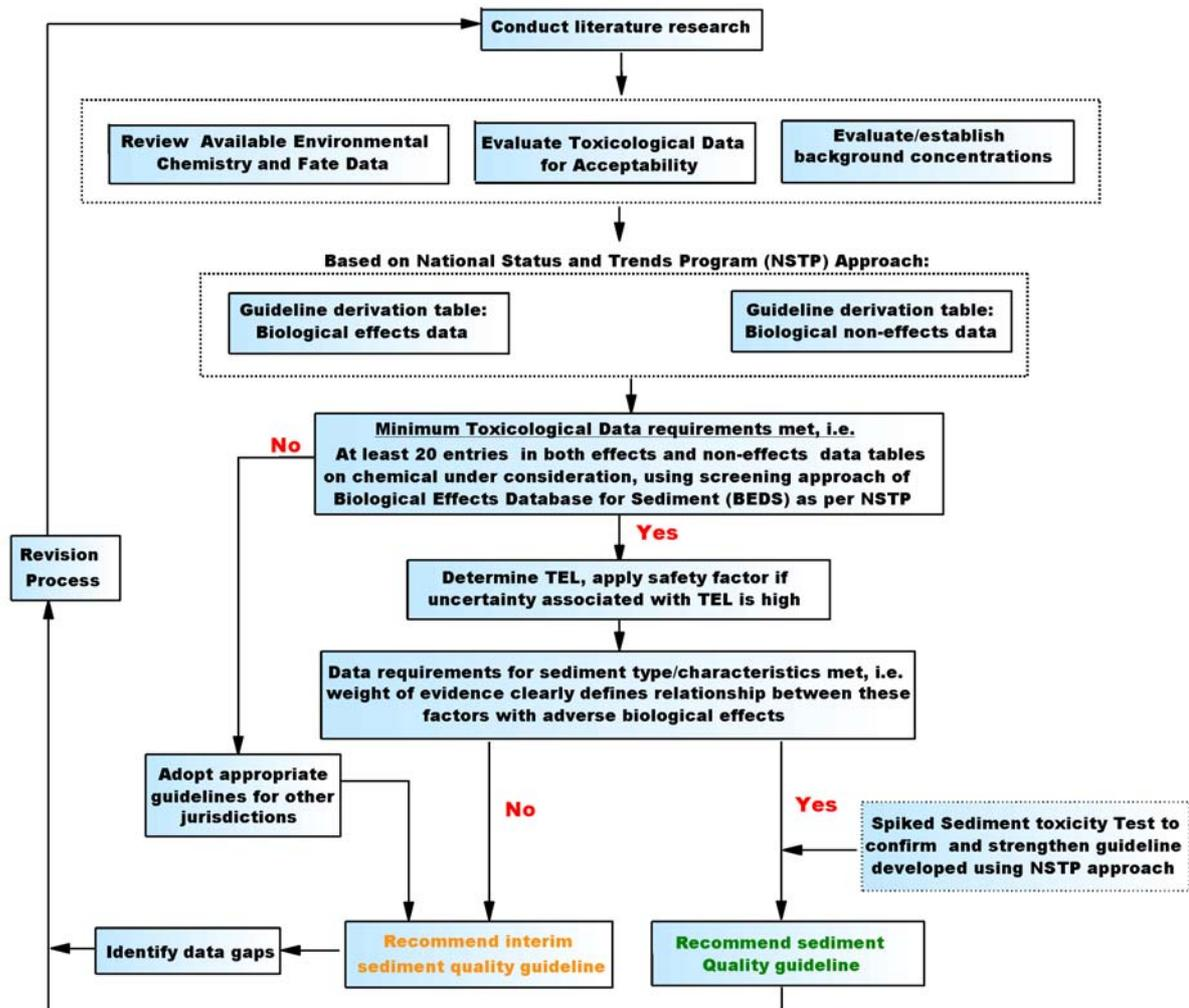 Conduct literature research
Review Available Environmental
Chemistry and Fate Data
Evaluate Toxicological Data
for Acceptability
Evaluate/establish
background concentrations
Based on National Status and Trends Program (NSTP) Approach:
Guideline derivation table:
Biological effects data
Guideline derivation table:
Biological non-effects data
Minimum Toxicological Data requirements met, i.e.
At least 20 entries in both effects and non-effects data tables
on chemical under consideration, using screening approach of
Biological Effects Database for Sediment (BEDS) as per NSTP
No
Yes
Revision
Process
Determine TEL, apply safety factor if
uncertainty associated with TEL is high
Data requirements for sediment type/characteristics met, i.e.
weight of evidence clearly defines relationship between these
factors with adverse biological effects
Adopt appropriate
guidelines for other
jurisdictions
No
Yes
Spiked Sediment toxicity Test to
confirm and strengthen guideline
developed using NSTP approach
Identify data gaps
Recommend interim
sediment quality guideline
Recommend sediment
Quality guideline